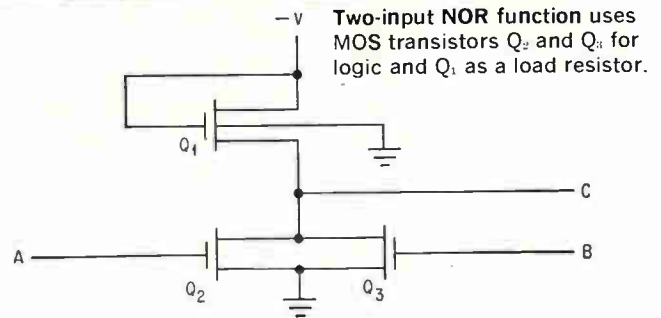 −V
Two-input NOR function uses
MOS transistors Q₂ and Q₃ for
logic and Q₁ as a load resistor.
Q₁
C
A
B
Q₂
Q₃